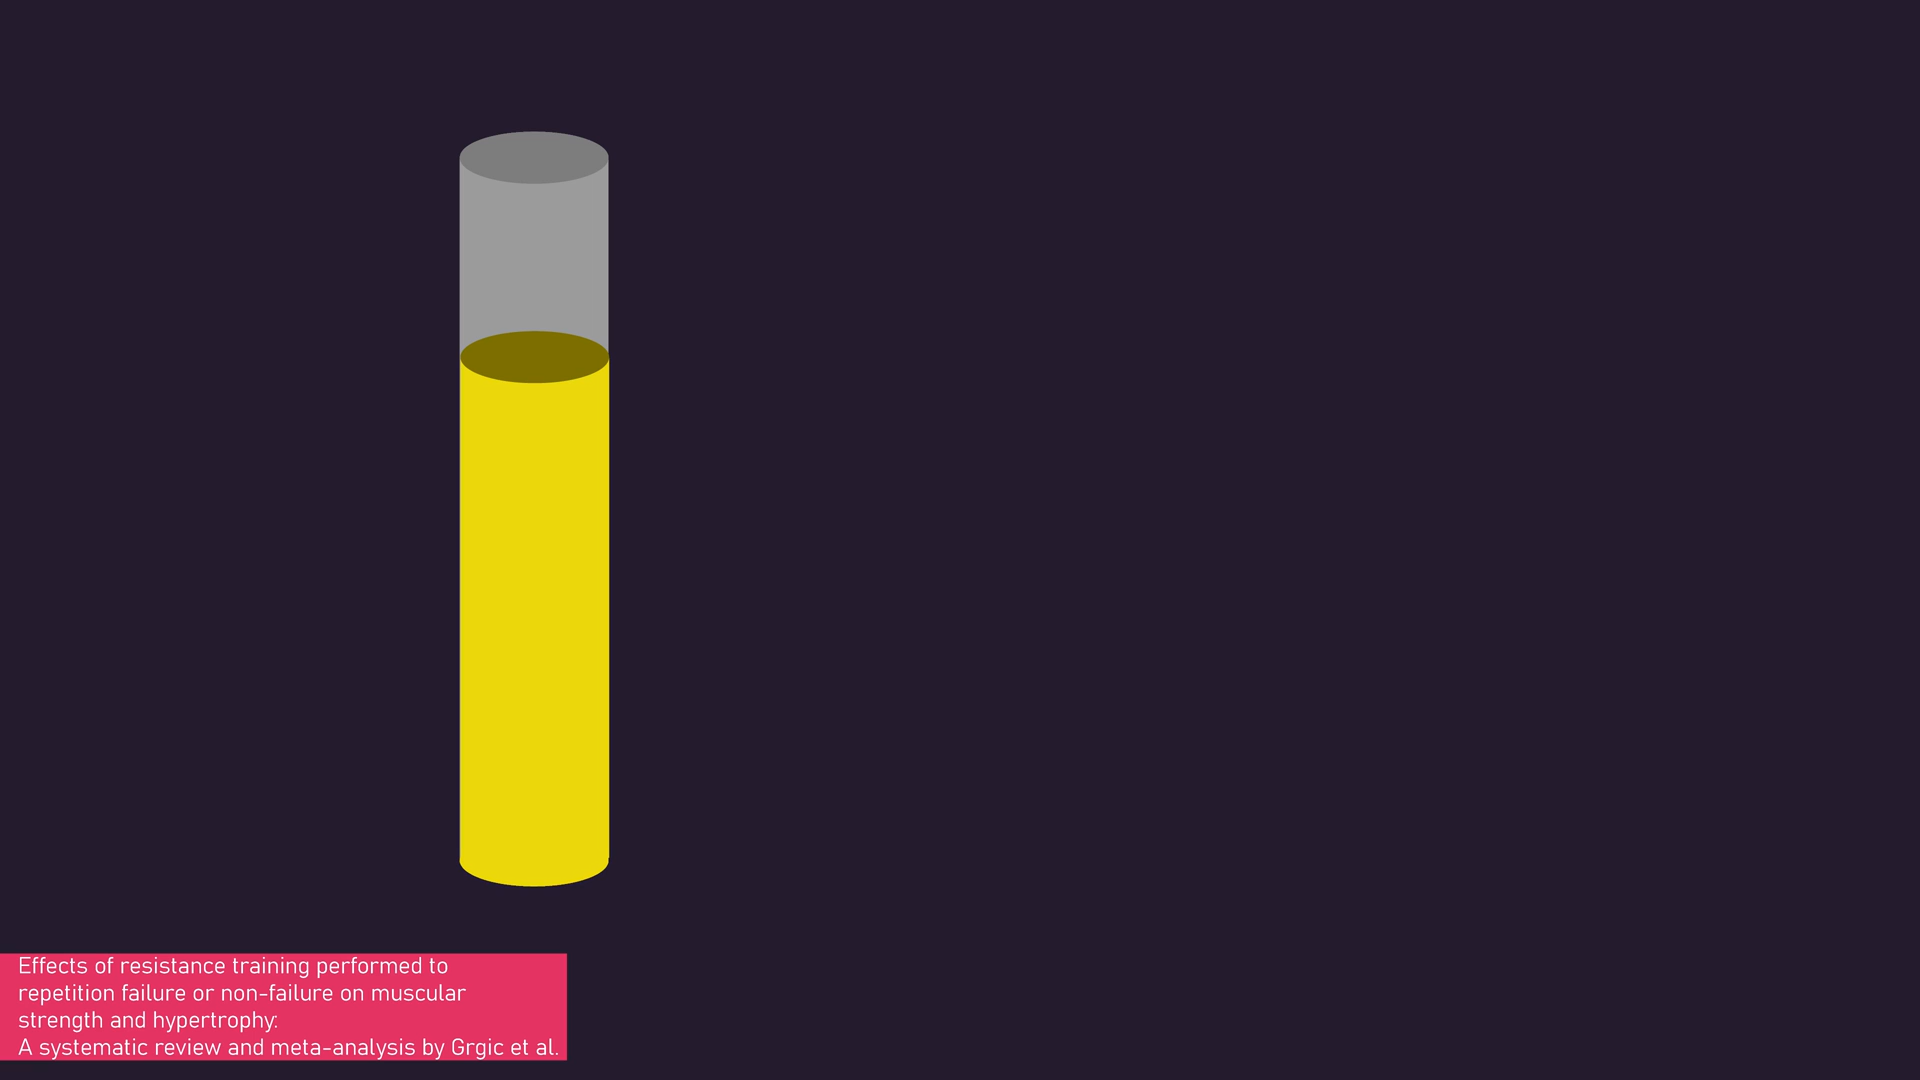 Effects of resistance training performed to
repetition failure or non-failure on muscular
strength and hypertrophy:
A systematic review and meta-analysis by Grgic et al.